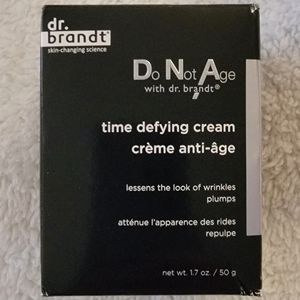 dr.
brandt
skin-changing science
Do Not Age
with dr. brandt®
time defying cream
crème anti-âge
lessens the look of wrinkles
plumps
atténue l'apparence des rides
repulpe
net wt. 1.7 oz. / 50 g